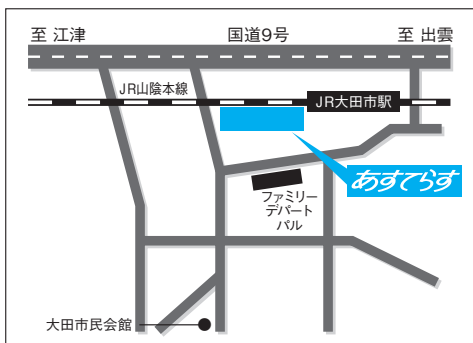 至 江津
国道9号
至 出雲
JR山陰本線
JR大田市駅
あすてらす
ファミリー
デパート
パル
大田市民会館